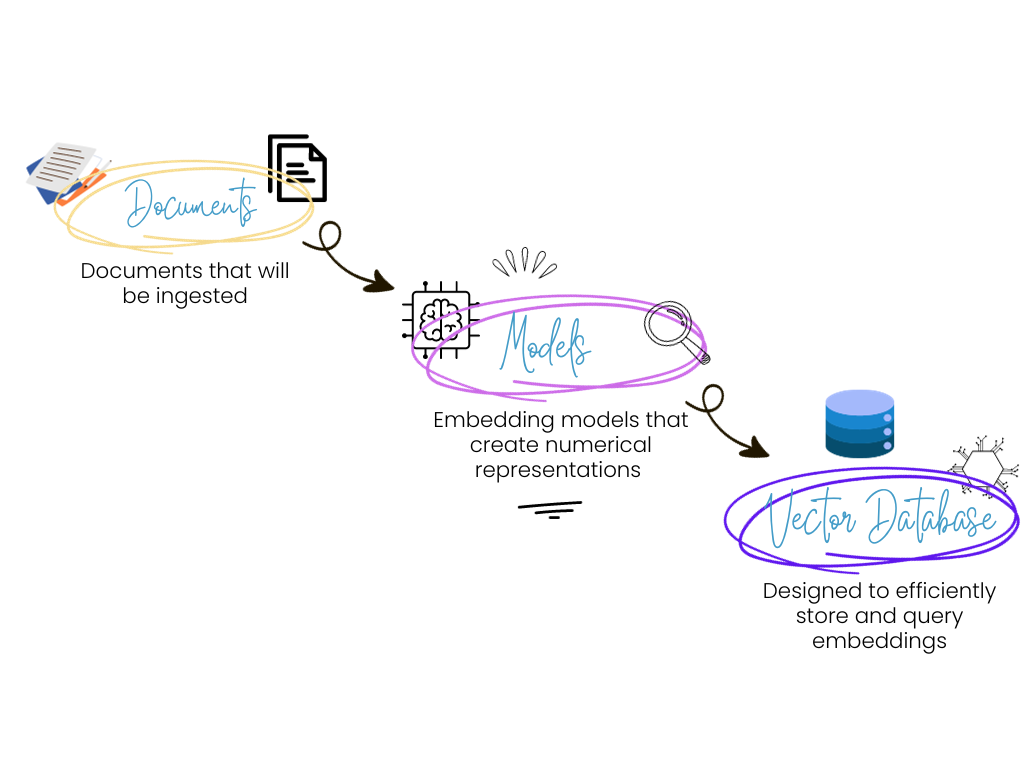 Documents
Documents that will
be ingested
Models
Embedding models that
create numerical
representations
Vector Database
Designed to efficiently
store and query
embeddings